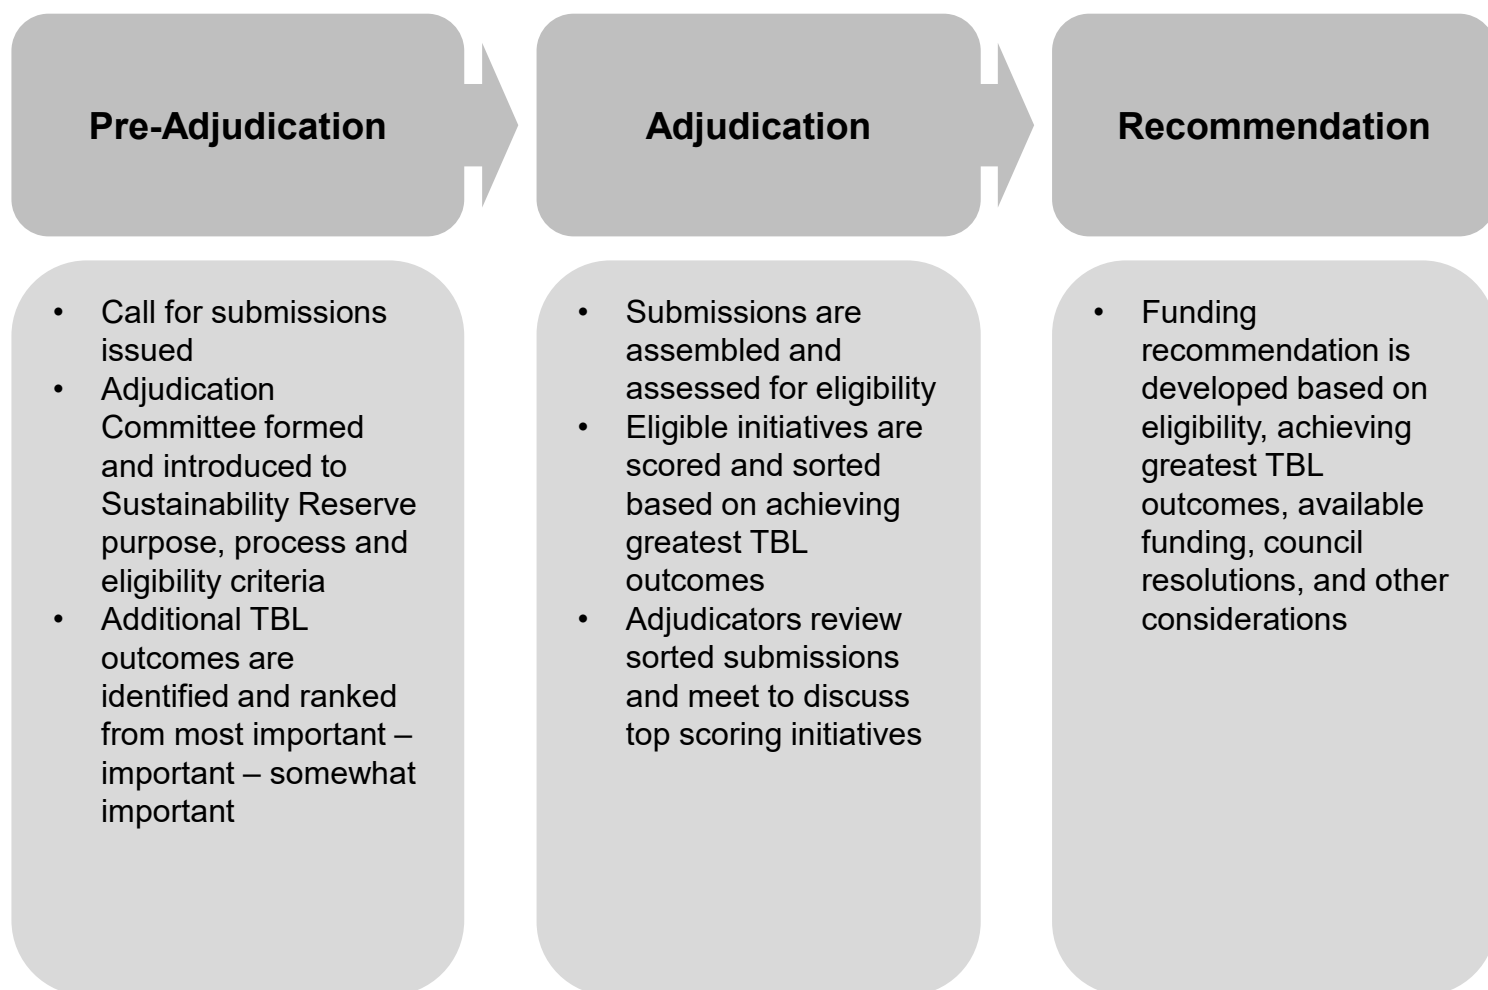 Pre-Adjudication
Adjudication
Recommendation
• Call for submissions
issued
• Adjudication
Committee formed
and introduced to
Sustainability Reserve
purpose, process and
eligibility criteria
• Additional TBL
outcomes are
identified and ranked
from most important –
important – somewhat
important
• Submissions are
assembled and
assessed for eligibility
• Eligible initiatives are
scored and sorted
based on achieving
greatest TBL
outcomes
• Adjudicators review
sorted submissions
and meet to discuss
top scoring initiatives
• Funding
recommendation is
developed based on
eligibility, achieving
greatest TBL
outcomes, available
funding, council
resolutions, and other
considerations